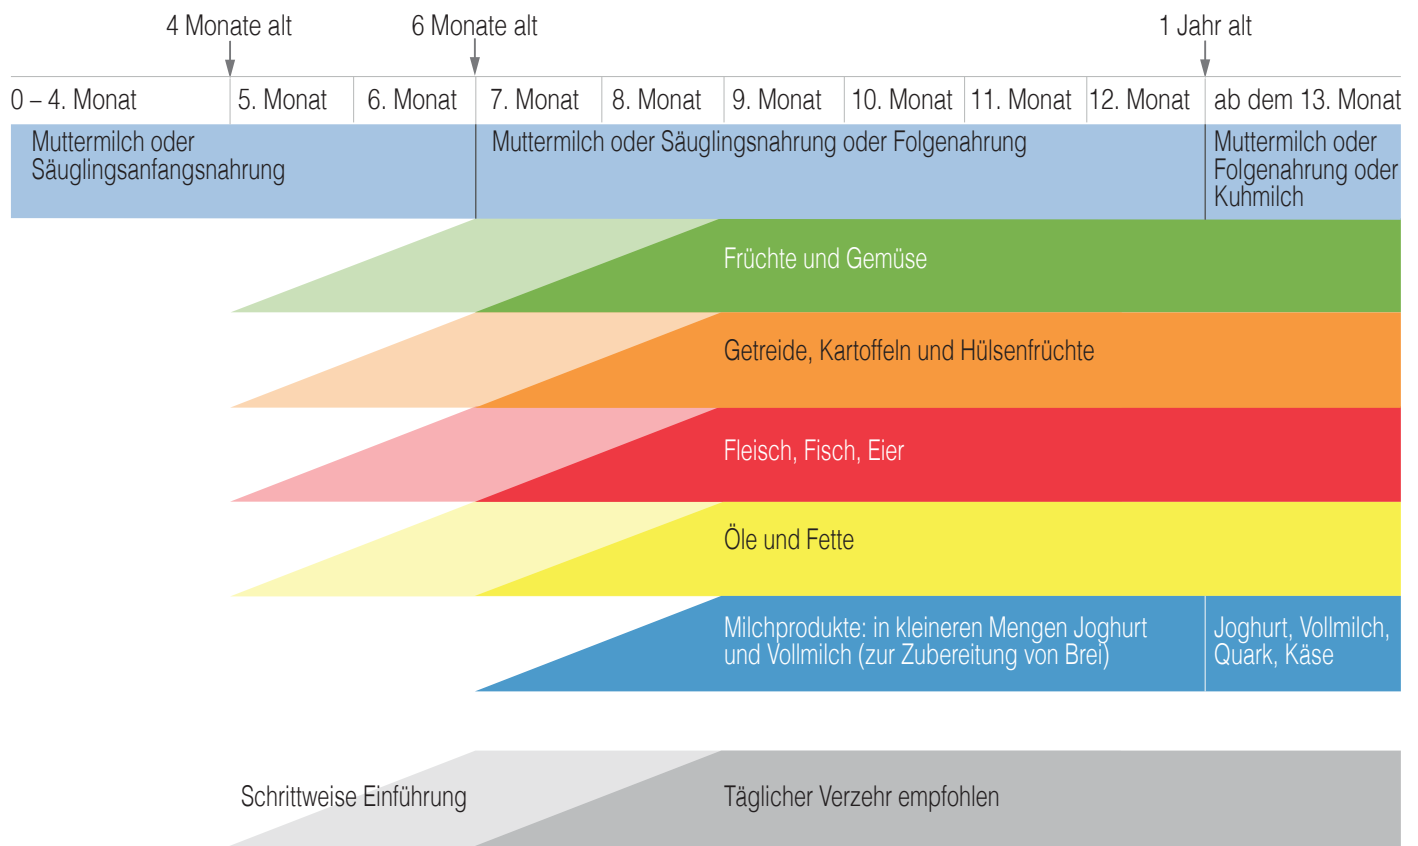 4 Monate alt
6 Monate alt
1 Jahr alt
0 – 4. Monat
5. Monat
6. Monat
7. Monat
8. Monat
9. Monat
10. Monat
11. Monat
12. Monat
ab dem 13. Monat
Muttermilch oder
Säuglingsanfangsnahrung
Muttermilch oder Säuglingsnahrung oder Folgenahrung
Muttermilch oder
Folgenahrung oder
Kuhmilch
Früchte und Gemüse
Getreide, Kartoffeln und Hülsenfrüchte
Fleisch, Fisch, Eier
Öle und Fette
Milchprodukte: in kleineren Mengen Joghurt
und Vollmilch (zur Zubereitung von Brei)
Joghurt, Vollmilch,
Quark, Käse
Schrittweise Einführung
Täglicher Verzehr empfohlen